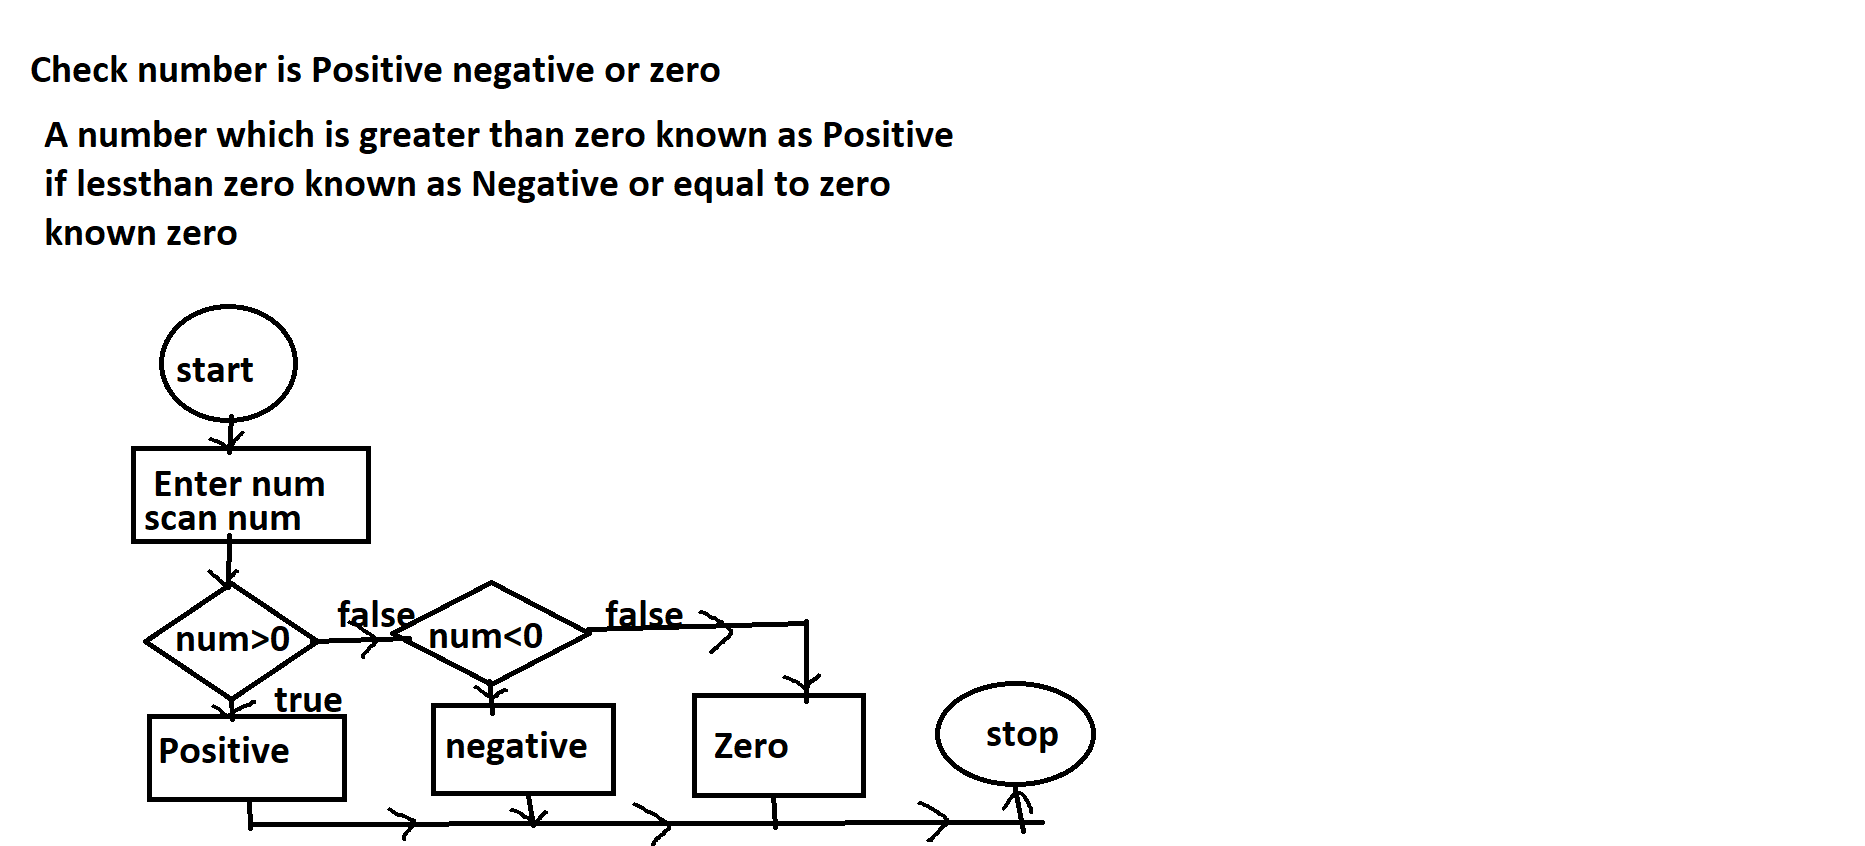 Check number is Positive negative or zero
A number which is greater than zero known as Positive
if lessthan zero known as Negative or equal to zero
known zero
start
Enter num
scan num
false
false
num>0
num<0
true
Positive
negative
Zero
stop